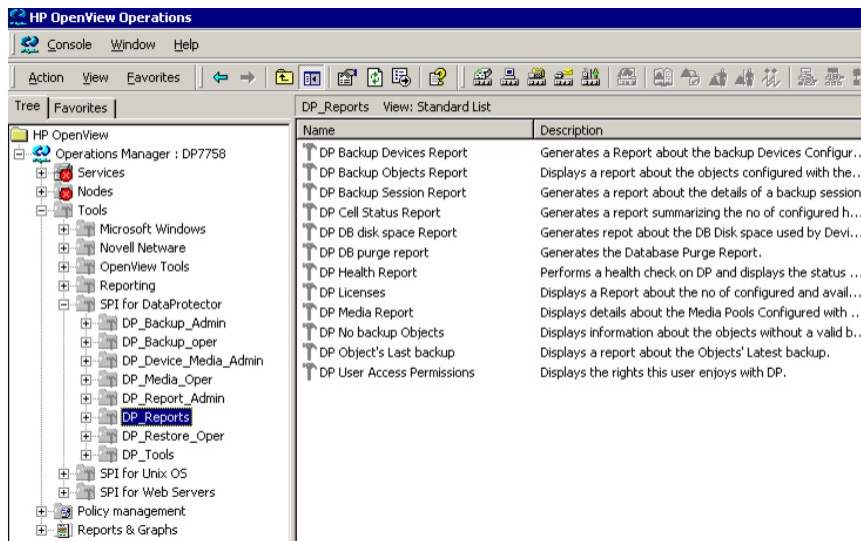 HP OpenView Operations
Console Window Help
Action View Favorites
Tree Favorites
HP OpenView
Operations Manager : DP7758
Services
Nodes
Tools
Microsoft Windows
Novell Netware
OpenView Tools
Reporting
SPI for DataProtector
DP_Backup_Admin
DP_Backup_oper
DP_Device_Media_Admin
DP_Media_Oper
DP_Report_Admin
DP_Reports
DP_Restore_Oper
DP_Tools
SPI for Unix OS
SPI for Web Servers
Policy management
Reports & Graphs
DP_Reports View: Standard List
Name Description
DP Backup Devices Report Generates a Report about the backup Devices Configur..
DP Backup Objects Report Displays a report about the objects configured with the..
DP Backup Session Report Generates a report about the details of a backup session
DP Cell Status Report Generates a report summarizing the no of configured h..
DP DB disk space Report Generates repot about the DB Disk space used by Devi...
DP DB purge report Generates the Database Purge Report.
DP Health Report Performs a health check on DP and displays the status ...
DP Licenses Displays a Report about the no of configured and avail...
DP Media Report Displays details about the Media Pools Configured with ..
DP No backup Objects Displays information about the objects without a valid b..
DP Object's Last backup Displays a report about the Objects' Latest backup.
DP User Access Permissions Displays the rights this user enjoys with DP.